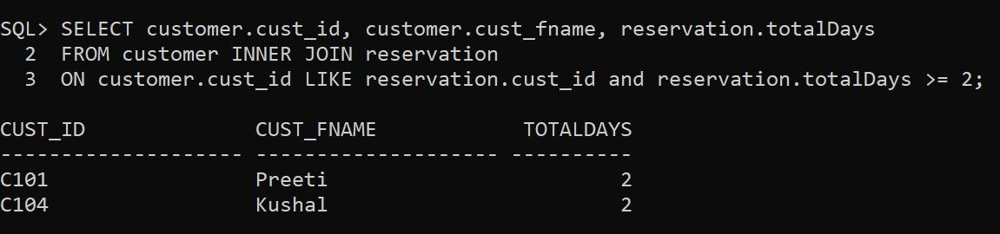 SQL> SELECT customer.cust_id, customer.cust_fname, reservation.totalDays
  2  FROM customer INNER JOIN reservation
  3  ON customer.cust_id LIKE reservation.cust_id and reservation.totalDays >= 2;

CUST_ID              CUST_FNAME            TOTALDAYS
-------------------- -------------------- ----------
C101                 Preeti                        2
C104                 Kushal                        2